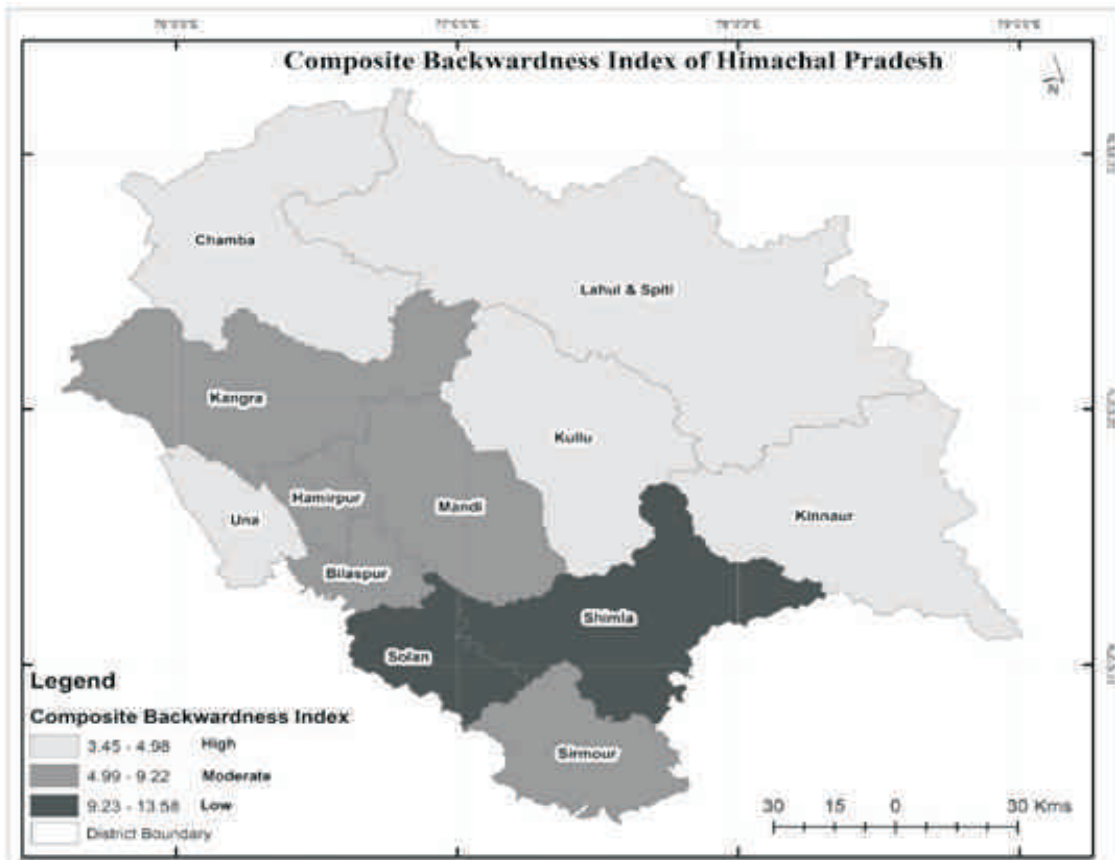 Composite Backwardness Index of Himachal Pradesh
N
Chamba
Lahul & Spiti
Kangra
Kullu
Hamirpur
Mandi
Una
Kinnaur
Bilaspur
Shimla
Solan
Sirmour
Legend
Composite Backwardness Index
3.45 - 4.98 High
4.99 - 9.22 Moderate
9.23 - 13.58 Low
District Boundary
30 15 0 30 Kms